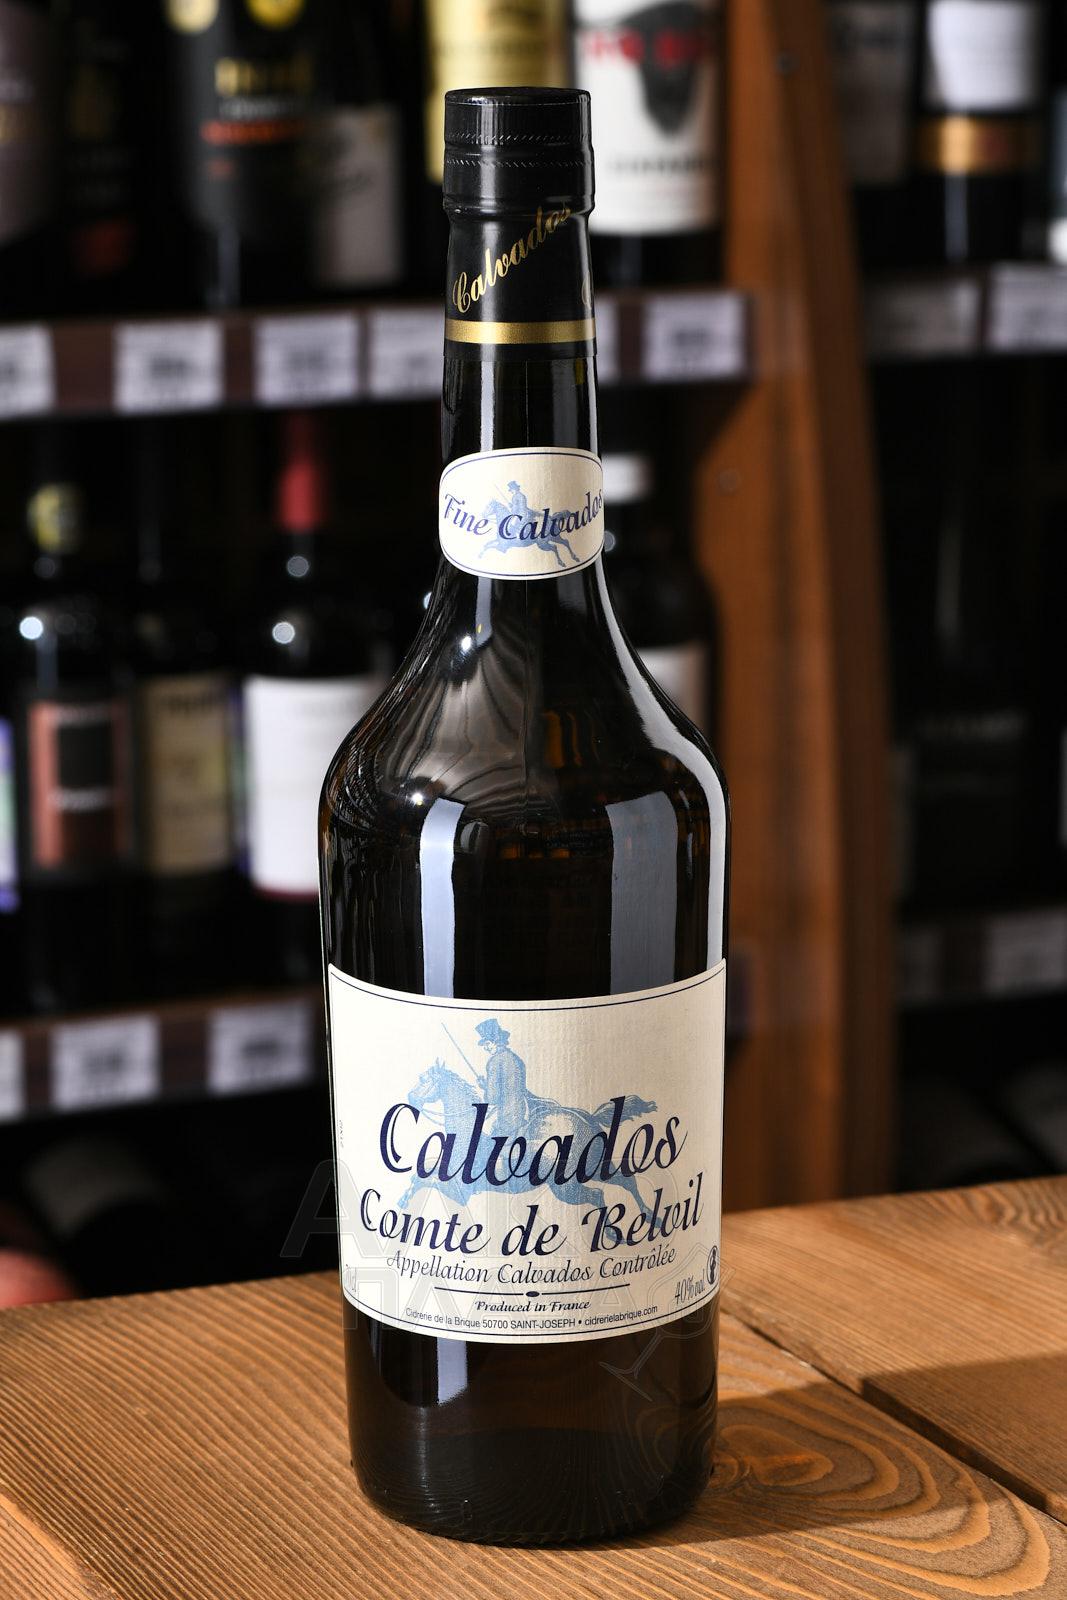 Calvados
Fine Calvados
Calvados
Comte de Belvil
Appellation Calvados Contrôlée
70cl
40% vol.
Produced in France
Cidrerie de la Brique 50700 SAINT-JOSEPH • cidrerielabrique.com